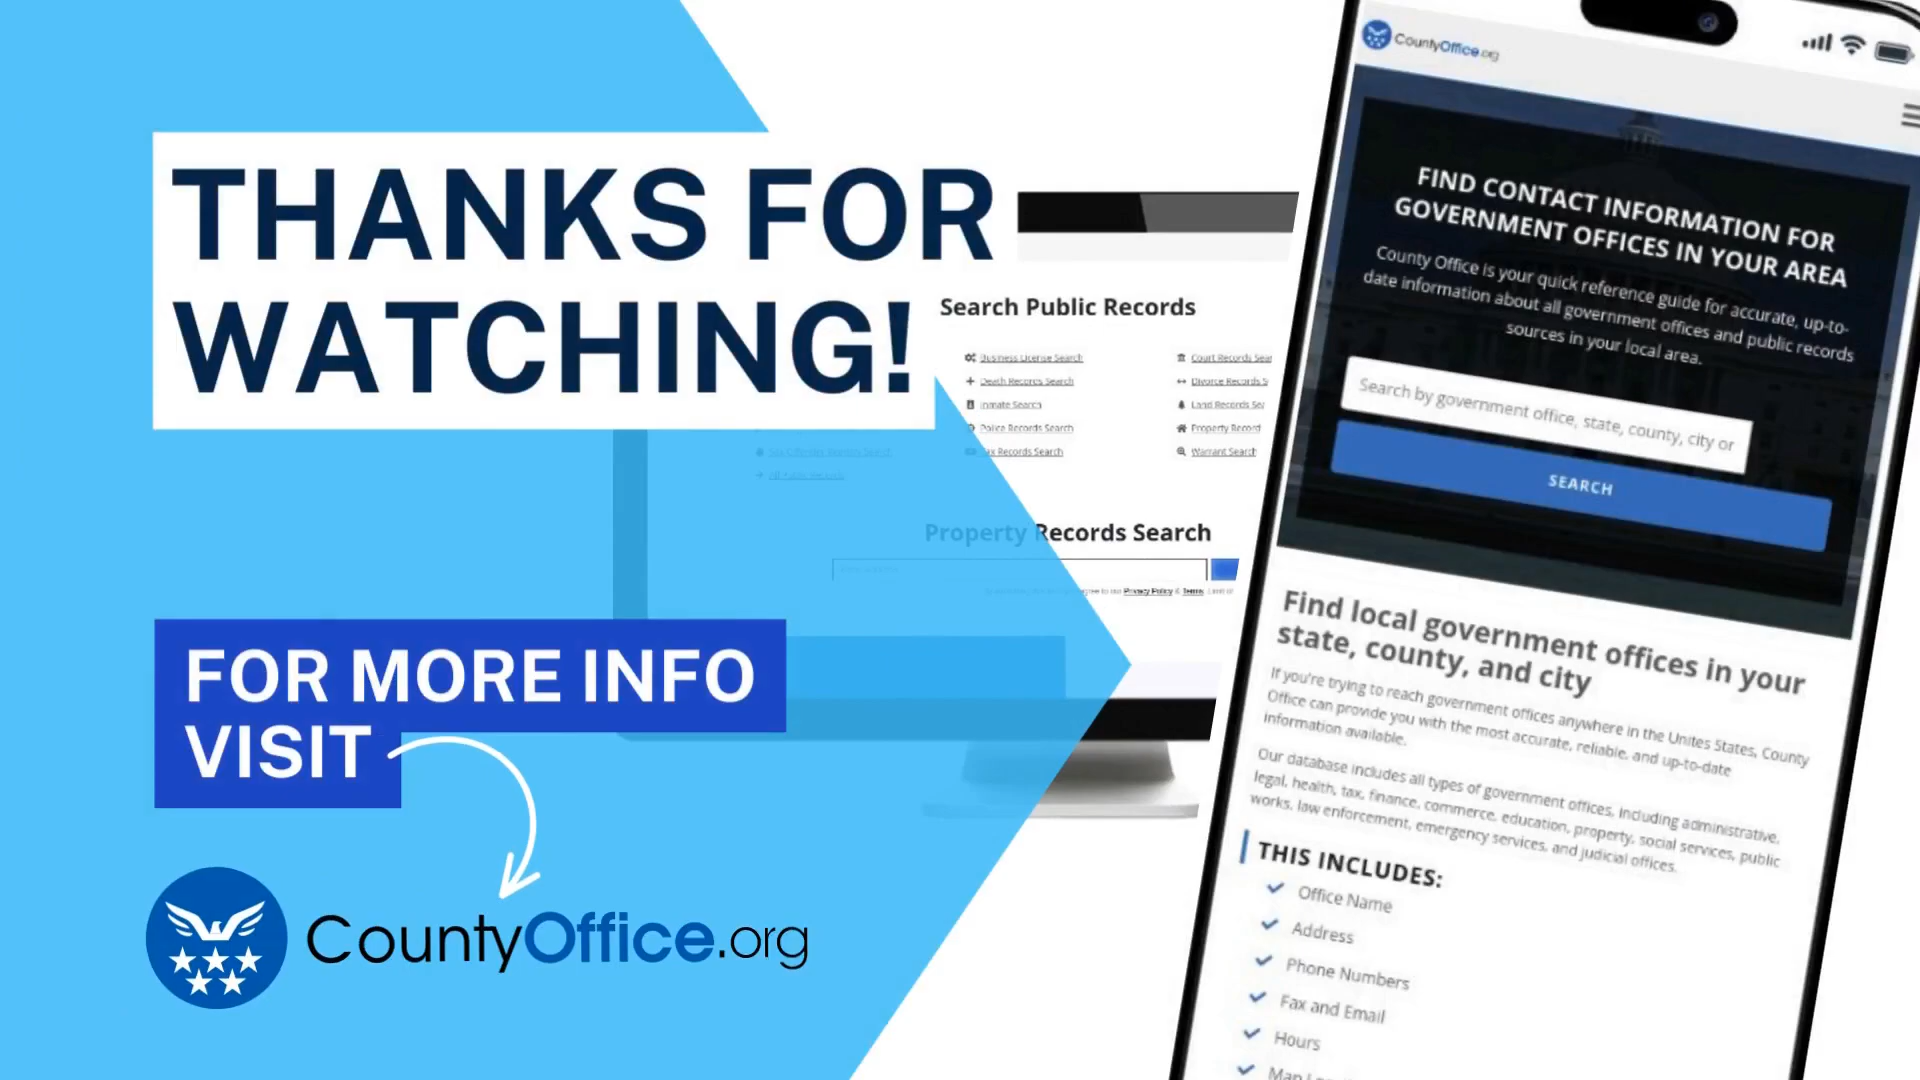 THANKS FOR
WATCHING!
FOR MORE INFO
VISIT
CountyOffice.org
Search Public Records
Business License Search
Death Records Search
Inmate Search
Police Records Search
Tax Records Search
Court Records Sear
Divorce Records S
Land Records Sea
Property Record
Warrant Search
All Public Records
Property Records Search
Privacy Policy & Terms
CountyOffice.org
FIND CONTACT INFORMATION FOR
GOVERNMENT OFFICES IN YOUR AREA
County Office is your quick reference guide for accurate, up-to-
date information about all government offices and public records
sources in your local area.
Search by government office, state, county, city or
SEARCH
Find local government offices in your
state, county, and city
If you're trying to reach government offices anywhere in the Unites States, County
Office can provide you with the most accurate, reliable, and up-to-date
information available.
Our database includes all types of government offices, including administrative,
legal, health, tax, finance, commerce, education, property, social services, public
works, law enforcement, emergency services, and judicial offices.
THIS INCLUDES:
Office Name
Address
Phone Numbers
Fax and Email
Hours